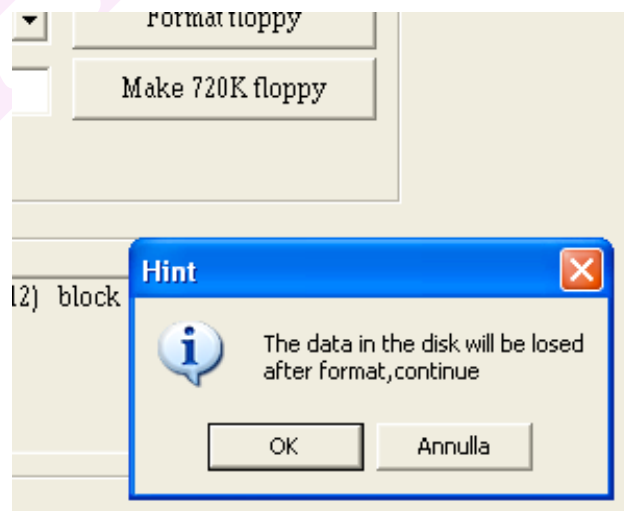 Format floppy
Make 720K floppy
12) block
Hint
The data in the disk will be losed
after format,continue
OK
Annulla